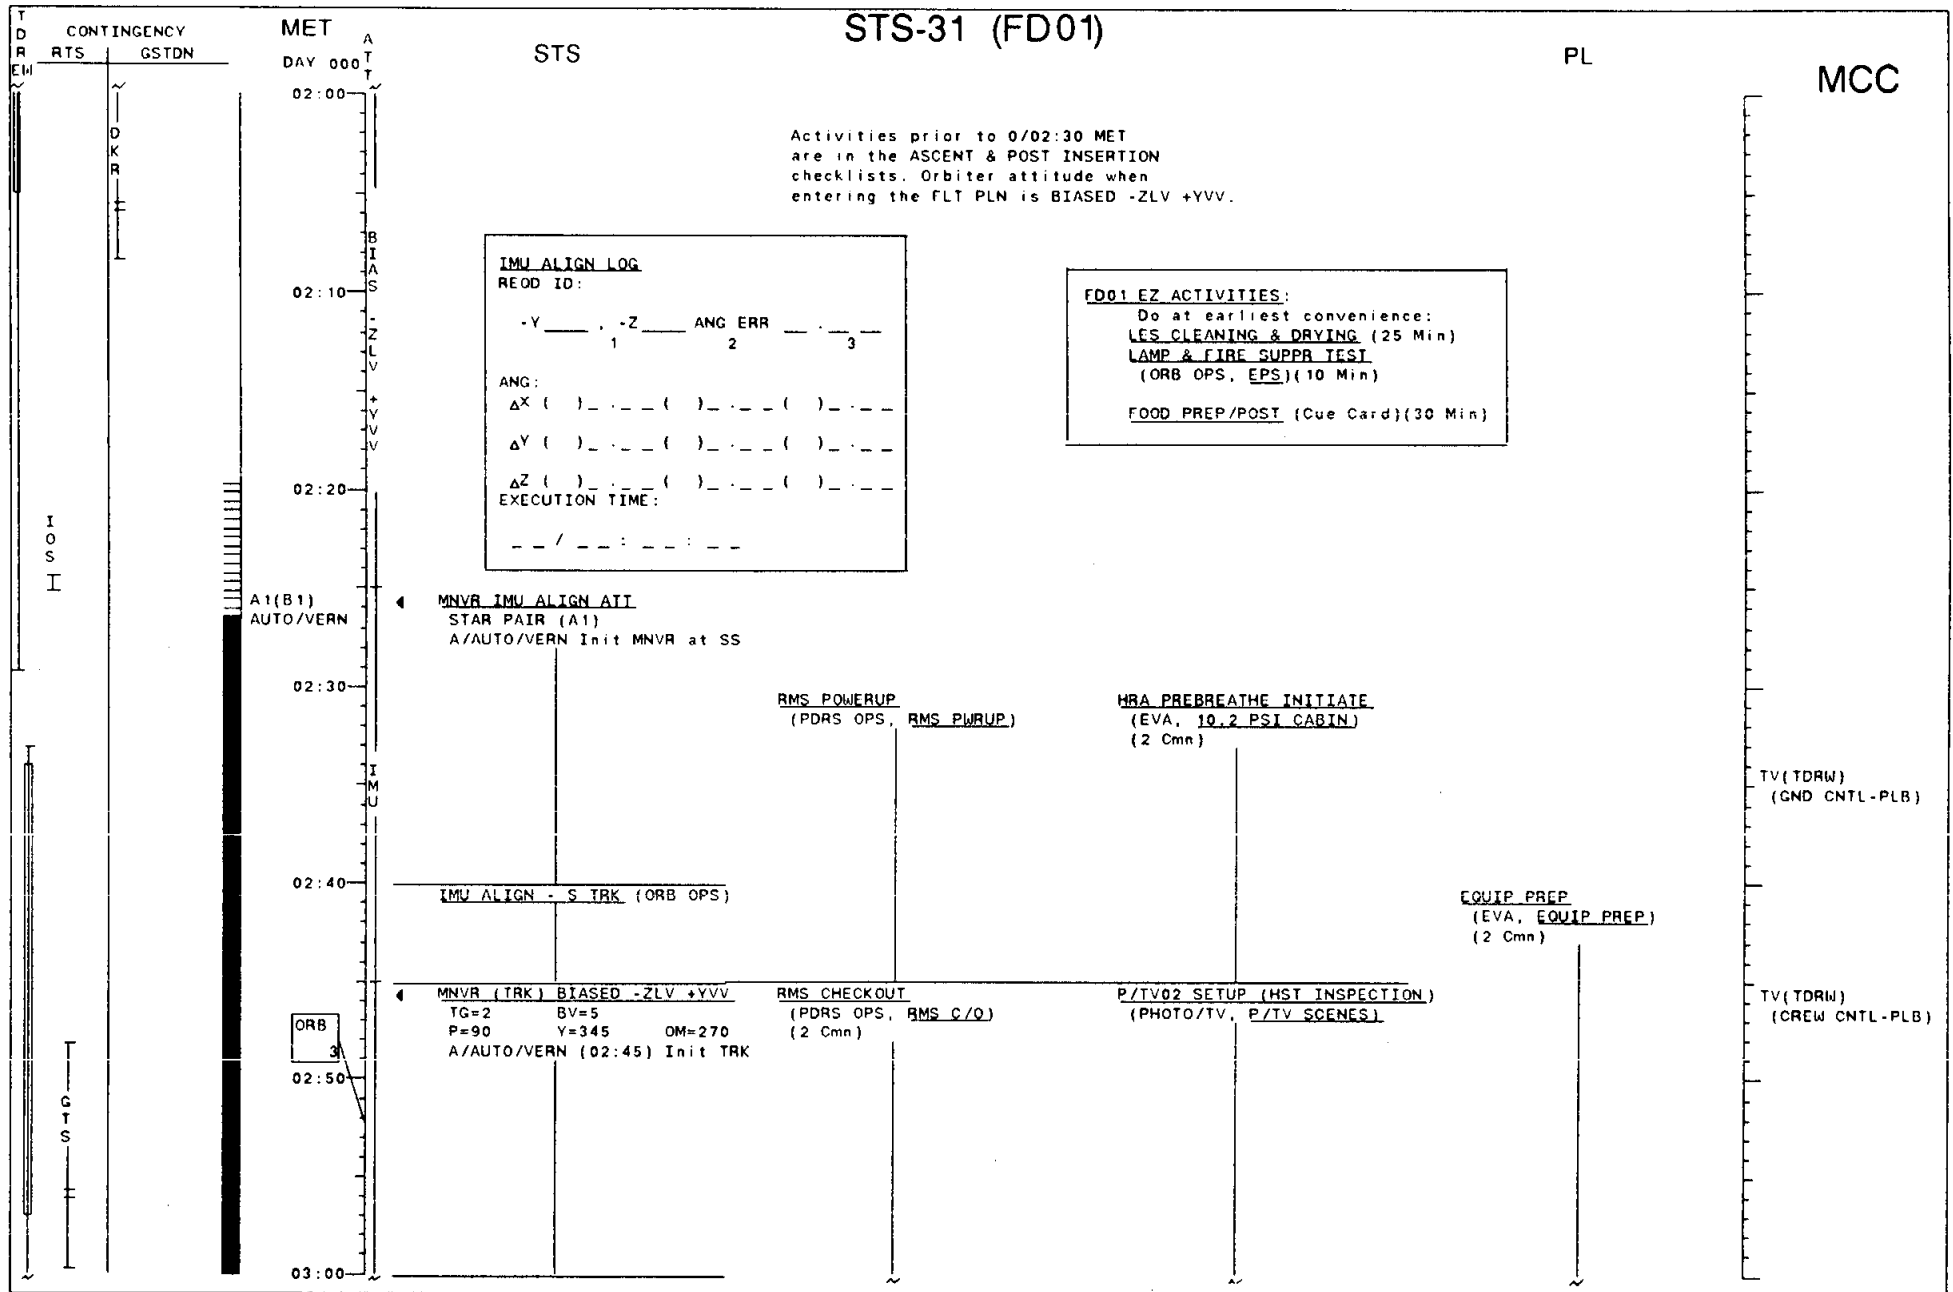 STS-31 (FD01)
T
D
R
EW
CONTINGENCY
RTS GSTDN
MET
DAY 000
A
T
T
STS
PL
MCC
02:00
DKR
Activities prior to 0/02:30 MET
are in the ASCENT & POST INSERTION
checklists. Orbiter attitude when
entering the FLT PLN is BIASED -ZLV +YVV.
BIAS -ZLV +YVV
IMU ALIGN LOG
REOD ID:
-Y____ , -Z____ ANG ERR __ . __ __
1 2 3
ANG:
ΔX ( )_ . _ _ ( )_ . _ _ ( )_ . _ _
ΔY ( )_ . _ _ ( )_ . _ _ ( )_ . _ _
ΔZ ( )_ . _ _ ( )_ . _ _ ( )_ . _ _
EXECUTION TIME:
_ _ / _ _ : _ _ : _ _
FD01 EZ ACTIVITIES:
Do at earliest convenience:
LES CLEANING & DRYING (25 Min)
LAMP & FIRE SUPPR TEST
(ORB OPS, EPS)(10 Min)
FOOD PREP/POST (Cue Card)(30 Min)
02:10
02:20
IOS
A1(B1)
AUTO/VERN
MNVR IMU ALIGN ATT
STAR PAIR (A1)
A/AUTO/VERN Init MNVR at SS
02:30
RMS POWERUP
(PDRS OPS, RMS PWRUP)
HRA PREBREATHE INITIATE
(EVA, 10.2 PSI CABIN)
(2 Cmn)
IMU
TV(TDRW)
(GND CNTL-PLB)
02:40
IMU ALIGN - S TRK (ORB OPS)
EQUIP PREP
(EVA, EQUIP PREP)
(2 Cmn)
MNVR (TRK) BIASED -ZLV +YVV
TG=2 BV=5
P=90 Y=345 OM=270
A/AUTO/VERN (02:45) Init TRK
RMS CHECKOUT
(PDRS OPS, RMS C/O)
(2 Cmn)
P/TV02 SETUP (HST INSPECTION)
(PHOTO/TV, P/TV SCENES)
TV(TDRW)
(CREW CNTL-PLB)
ORB
3
02:50
GTS
03:00